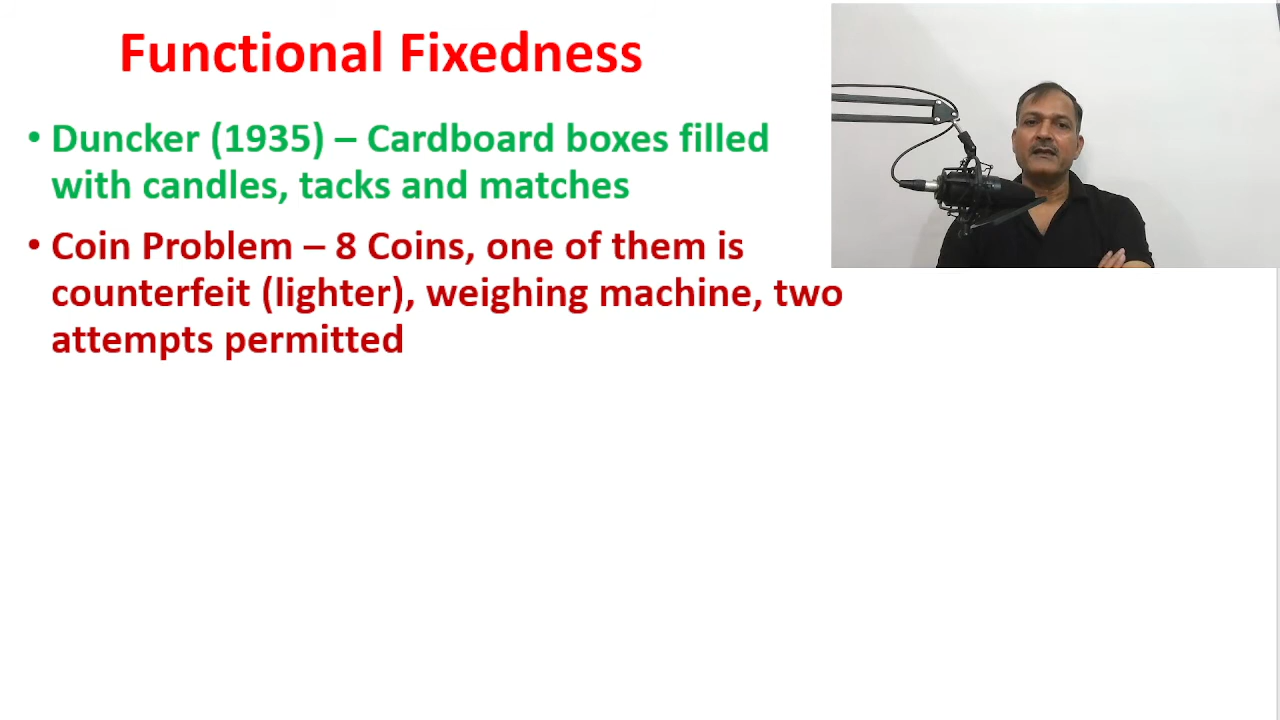 Functional Fixedness
• Duncker (1935) – Cardboard boxes filled
with candles, tacks and matches
• Coin Problem – 8 Coins, one of them is
counterfeit (lighter), weighing machine, two
attempts permitted